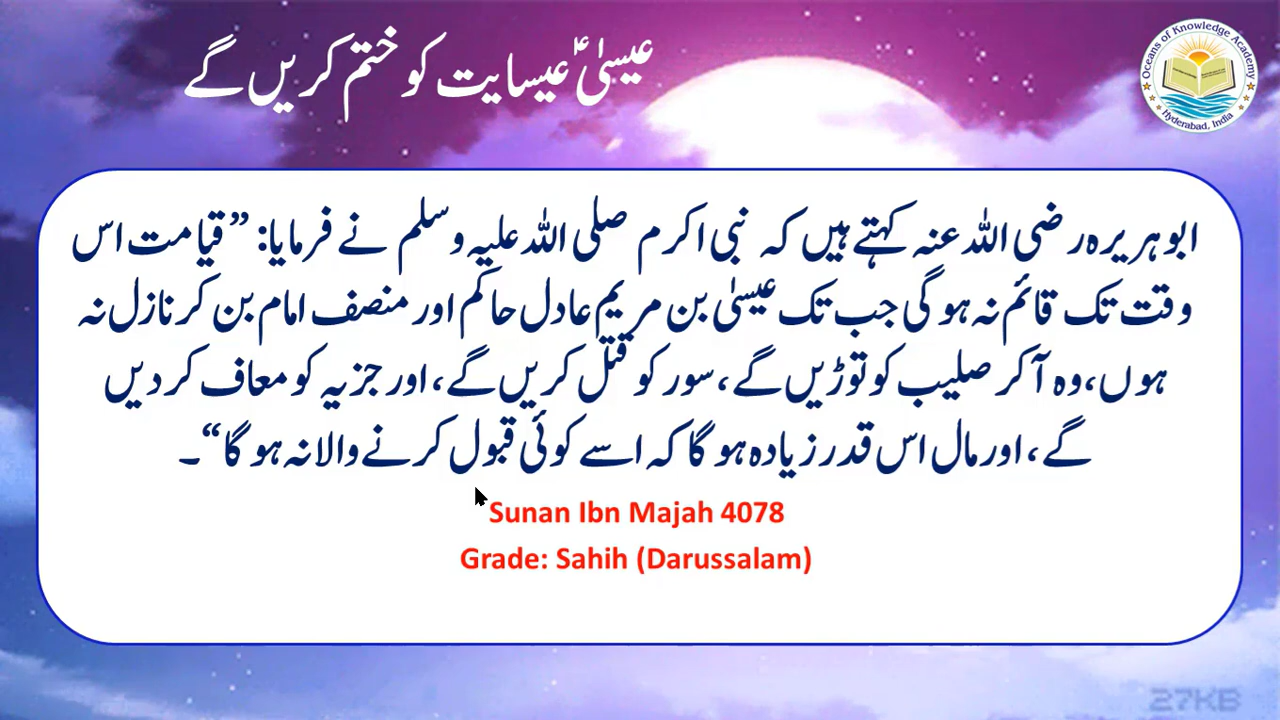 عیسیٰؑ عیسایت کو ختم کریں گے
Oceans of Knowledge Academy
Hyderabad, India
ابوہریرہ رضی اللہ عنہ کہتے ہیں کہ نبی اکرم صلی اللہ علیہ وسلم نے فرمایا: ”قیامت اس
وقت تک قائم نہ ہو گی جب تک عیسیٰ بن مریم عادل حاکم اور منصف امام بن کر نازل نہ
ہوں، وہ آ کر صلیب کو توڑیں گے، سور کو قتل کریں گے، اور جزیہ کو معاف کر دیں
گے، اور مال اس قدر زیادہ ہو گا کہ اسے کوئی قبول کرنے والا نہ ہو گا“۔
Sunan Ibn Majah 4078
Grade: Sahih (Darussalam)
27KB